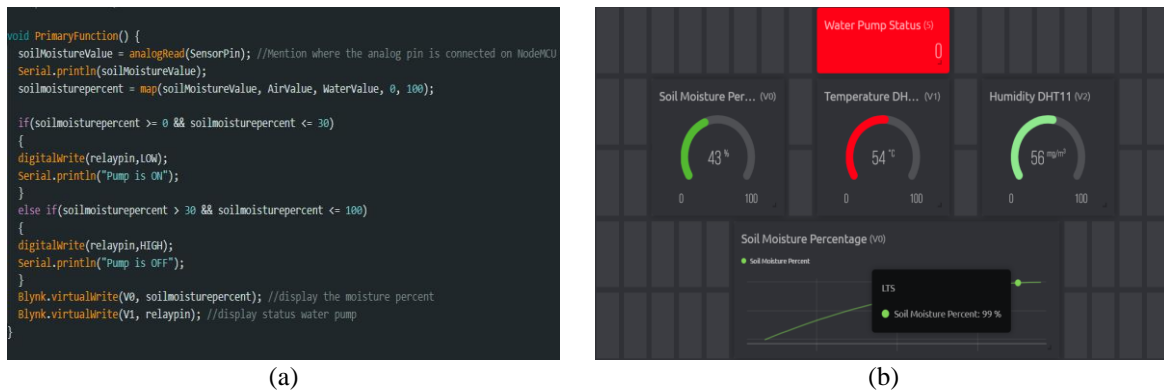 void PrimaryFunction() {
soilMoistureValue = analogRead(SensorPin); //Mention where the analog pin is connected on NodeMCU
Serial.println(soilMoistureValue);
soilmoisturepercent = map(soilMoistureValue, AirValue, WaterValue, 0, 100);
if(soilmoisturepercent >= 0 && soilmoisturepercent <= 30)
{
digitalWrite(relaypin,LOW);
Serial.println("Pump is ON");
}
else if(soilmoisturepercent > 30 && soilmoisturepercent <= 100)
{
digitalWrite(relaypin,HIGH);
Serial.println("Pump is OFF");
}
Blynk.virtualWrite(V0, soilmoisturepercent); //display the moisture percent
Blynk.virtualWrite(V1, relaypin); //display status water pump
}
(a)
Water Pump Status (5)
0
Soil Moisture Per... (V0)
43 %
0 100
Temperature DH... (V1)
54 °C
0 100
Humidity DHT11 (V2)
56 mg/m³
0 100
Soil Moisture Percentage (V0)
Soil Moisture Percent
LTS
Soil Moisture Percent: 99 %
(b)